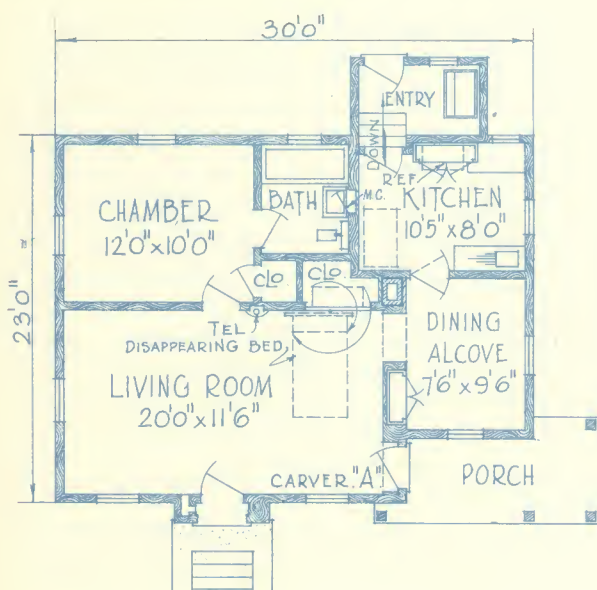 30'0"
ENTRY
DOWN
REF.
M.C.
KITCHEN
10'5"x8'0"
BATH
CHAMBER
12'0"x10'0"
CLO
CLO
23'0"
TEL
DISAPPEARING BED
DINING
ALCOVE
7'6"x9'6"
LIVING ROOM
20'0"x11'6"
CARVER "A"
PORCH